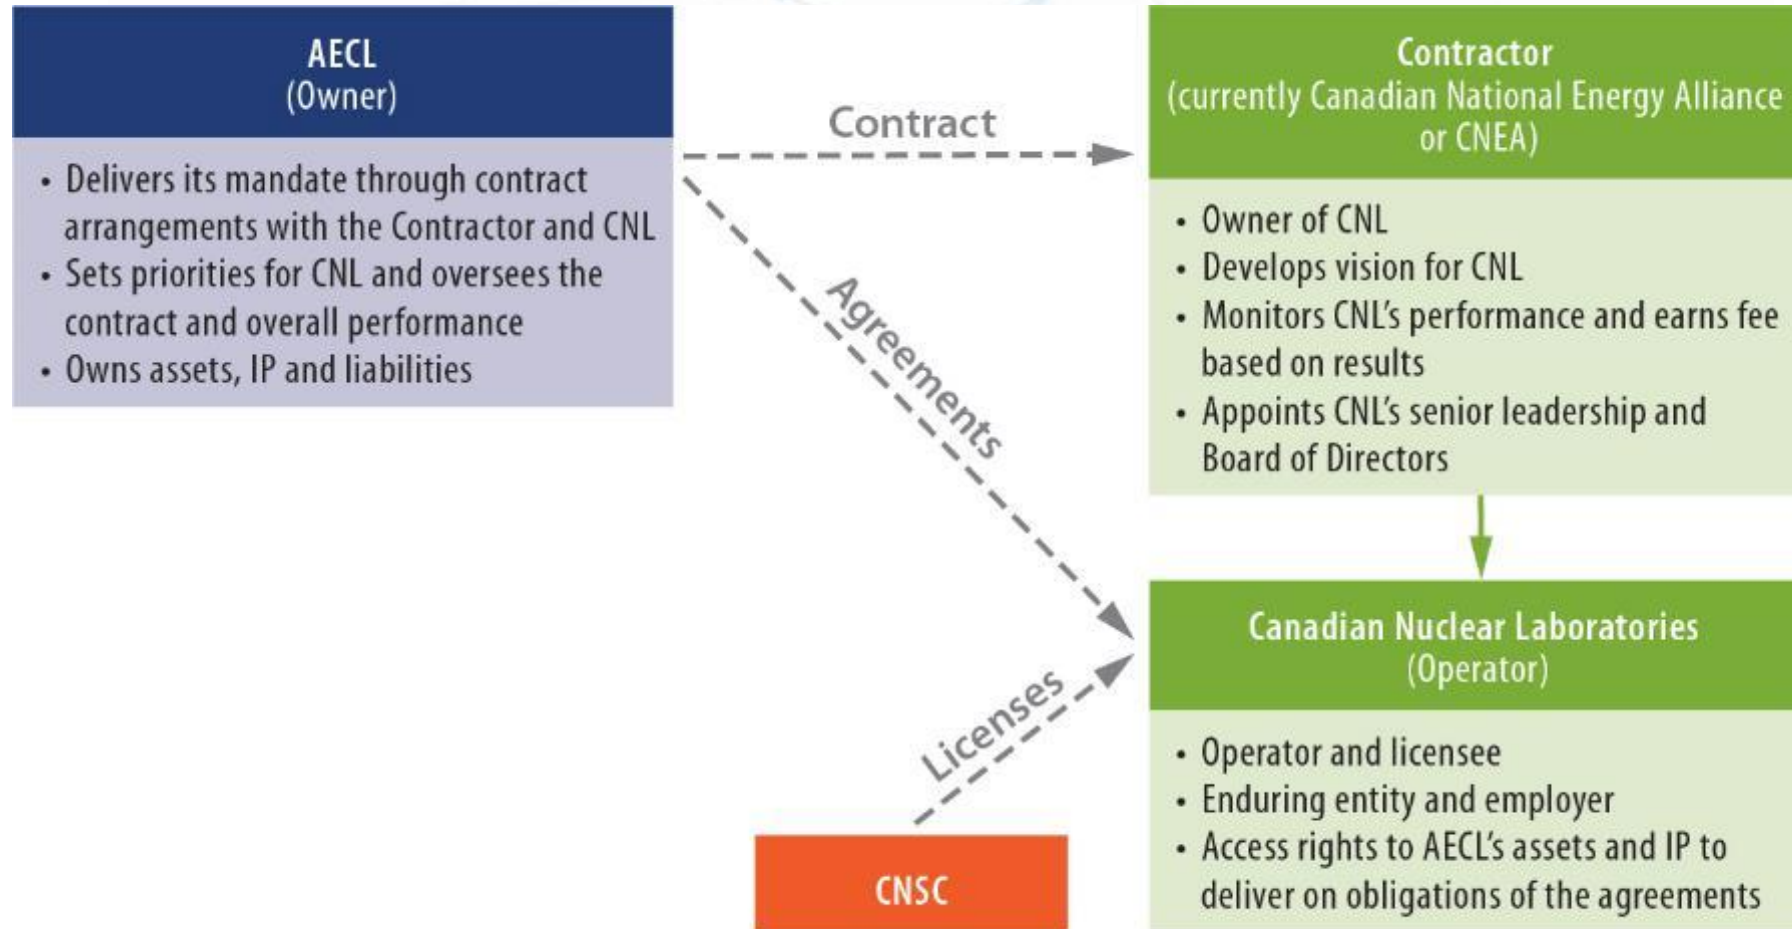 AECL
(Owner)
• Delivers its mandate through contract
arrangements with the Contractor and CNL
• Sets priorities for CNL and oversees the
contract and overall performance
• Owns assets, IP and liabilities
Contract
Agreements
Licenses
CNSC
Contractor
(currently Canadian National Energy Alliance
or CNEA)
• Owner of CNL
• Develops vision for CNL
• Monitors CNL’s performance and earns fee
based on results
• Appoints CNL’s senior leadership and
Board of Directors
Canadian Nuclear Laboratories
(Operator)
• Operator and licensee
• Enduring entity and employer
• Access rights to AECL’s assets and IP to
deliver on obligations of the agreements